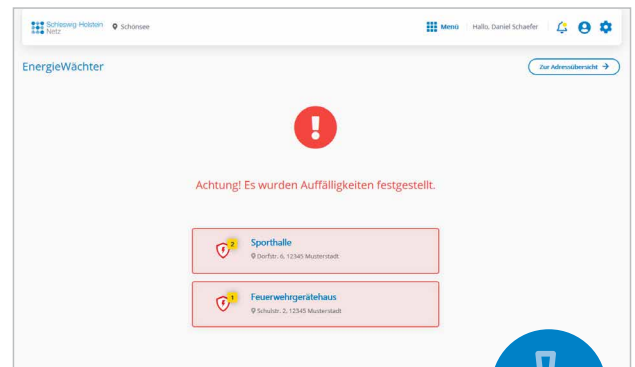 Schleswig-Holstein
Netz
Schönsee
Menü
Hallo, Daniel Schaefer
EnergieWächter
Zur Adressübersicht
Achtung! Es wurden Auffälligkeiten festgestellt.
2
Sporthalle
Dorfstr. 6, 12345 Musterstadt
1
Feuerwehrgerätehaus
Schulstr. 2, 12345 Musterstadt